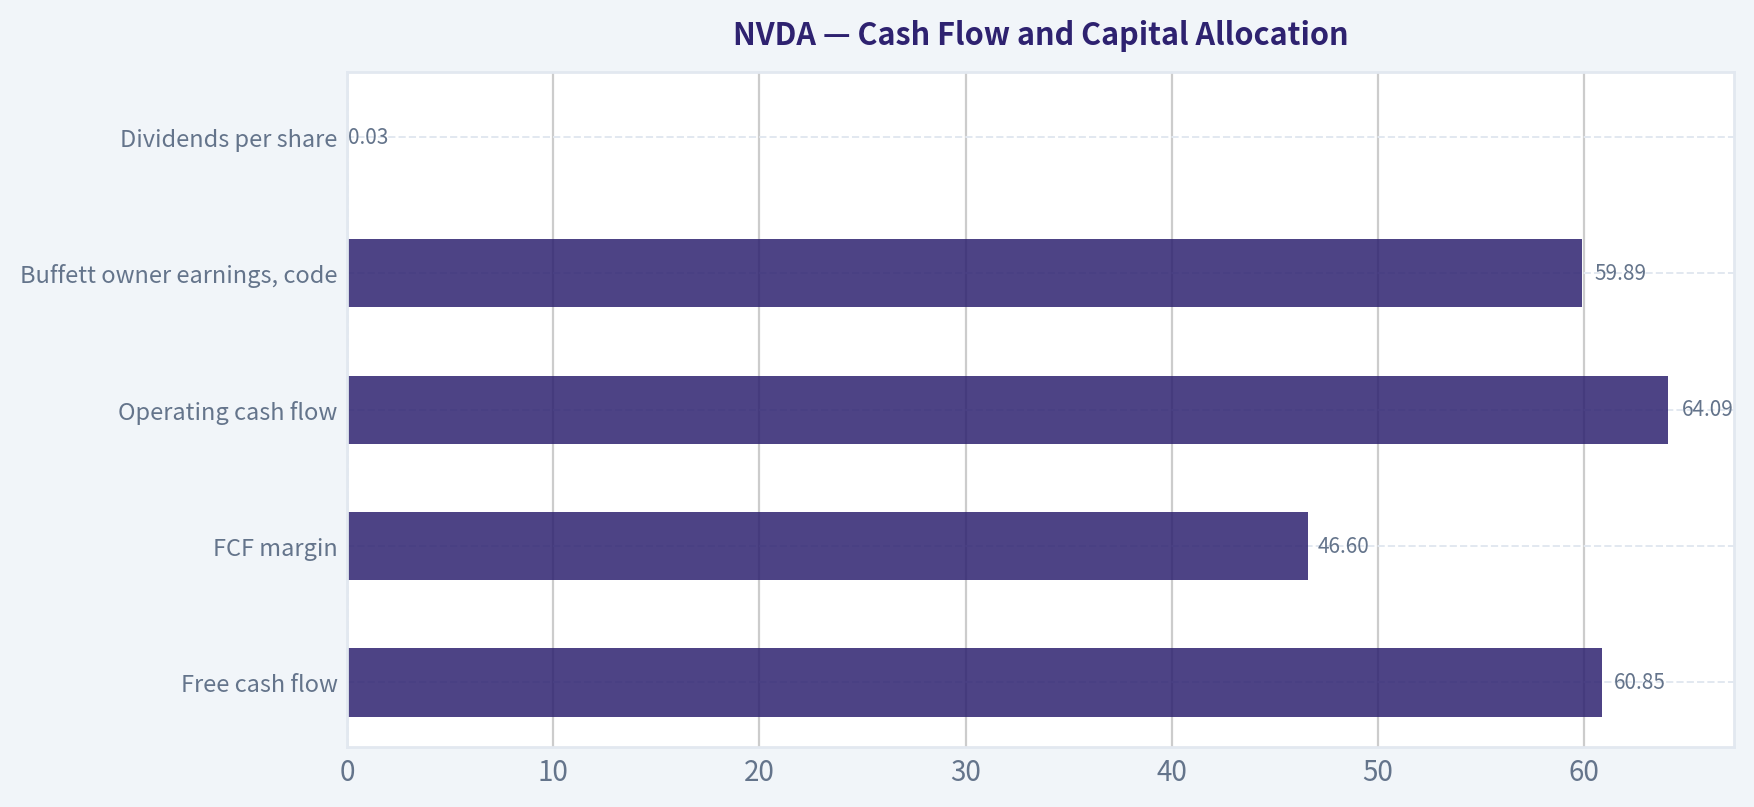 NVDA — Cash Flow and Capital Allocation
Dividends per share 0.03
Buffett owner earnings, code 59.89
Operating cash flow 64.09
FCF margin 46.60
Free cash flow 60.85
0 10 20 30 40 50 60